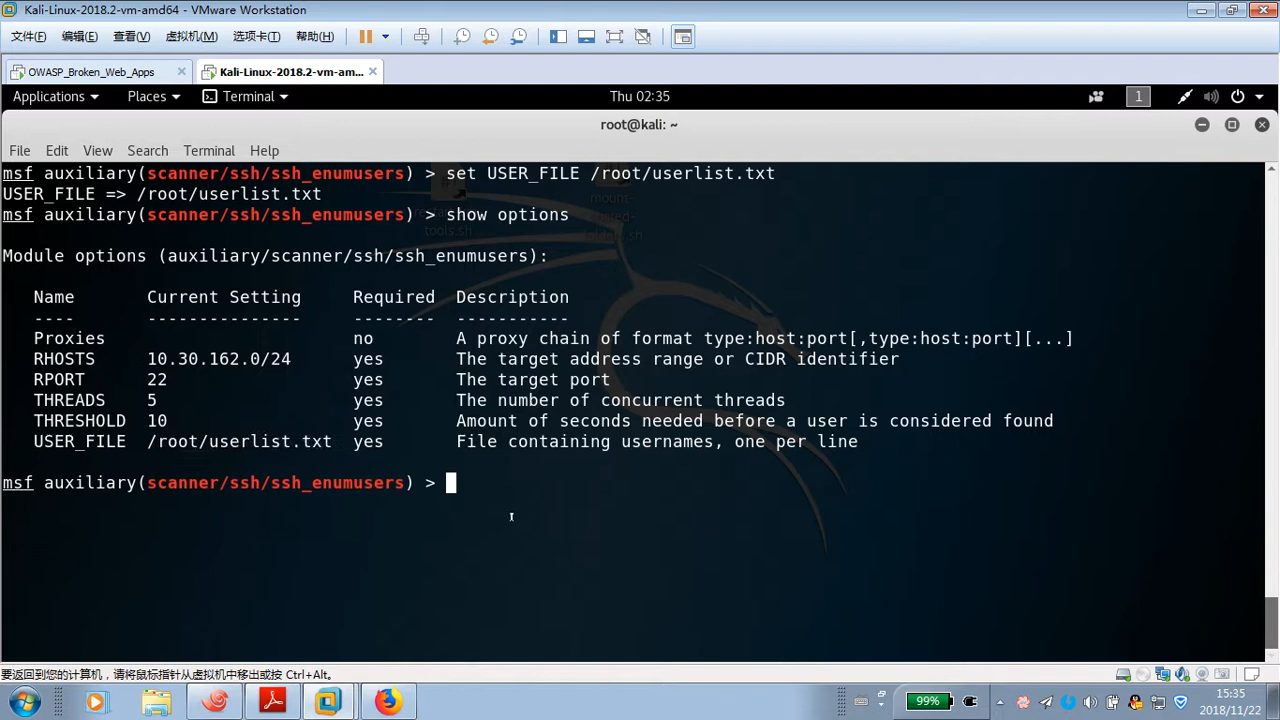 Kali-Linux-2018.2-vm-amd64 - VMware Workstation
文件(F) 编辑(E) 查看(V) 虚拟机(M) 选项卡(T) 帮助(H)
OWASP_Broken_Web_Apps Kali-Linux-2018.2-vm-am...
Applications Places Terminal Thu 02:35 1
root@kali: ~
File Edit View Search Terminal Help
msf auxiliary(scanner/ssh/ssh_enumusers) > set USER_FILE /root/userlist.txt
USER_FILE => /root/userlist.txt
msf auxiliary(scanner/ssh/ssh_enumusers) > show options
Module options (auxiliary/scanner/ssh/ssh_enumusers):
Name Current Setting Required Description
---- --------------- -------- -----------
Proxies no A proxy chain of format type:host:port[,type:host:port][...]
RHOSTS 10.30.162.0/24 yes The target address range or CIDR identifier
RPORT 22 yes The target port
THREADS 5 yes The number of concurrent threads
THRESHOLD 10 yes Amount of seconds needed before a user is considered found
USER_FILE /root/userlist.txt yes File containing usernames, one per line
msf auxiliary(scanner/ssh/ssh_enumusers) >
要返回到您的计算机，请将鼠标指针从虚拟机中移出或按 Ctrl+Alt。
99%
15:35
2018/11/22